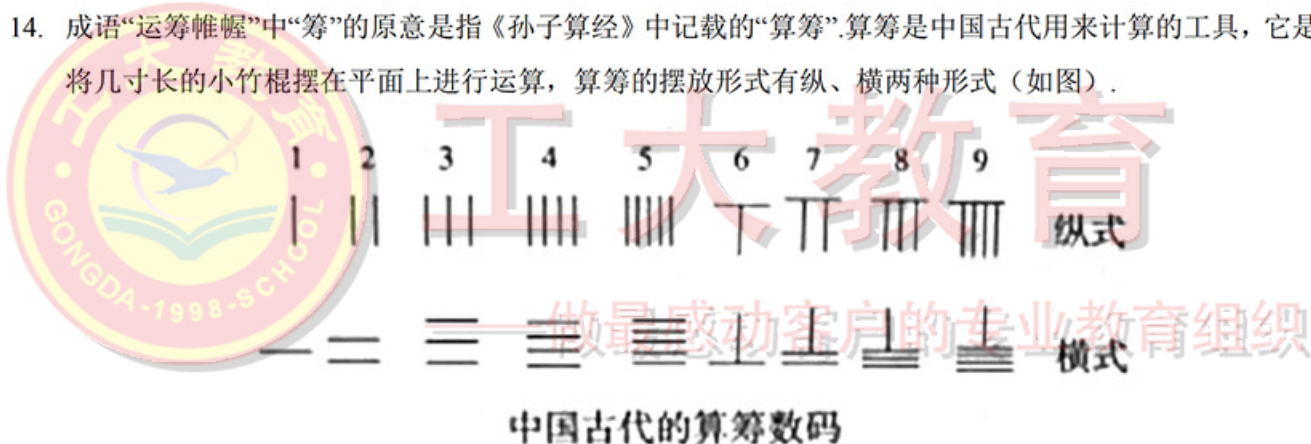 14. 成语“运筹帷幄”中“筹”的原意是指《孙子算经》中记载的“算筹”.算筹是中国古代用来计算的工具，它是
将几寸长的小竹棍摆在平面上进行运算，算筹的摆放形式有纵、横两种形式（如图）.
工大教育
工大教育
GONGDA-1998-SCHOOL
1 2 3 4 5 6 7 8 9
纵式
做最感动客户的专业教育组织
横式
中国古代的算筹数码